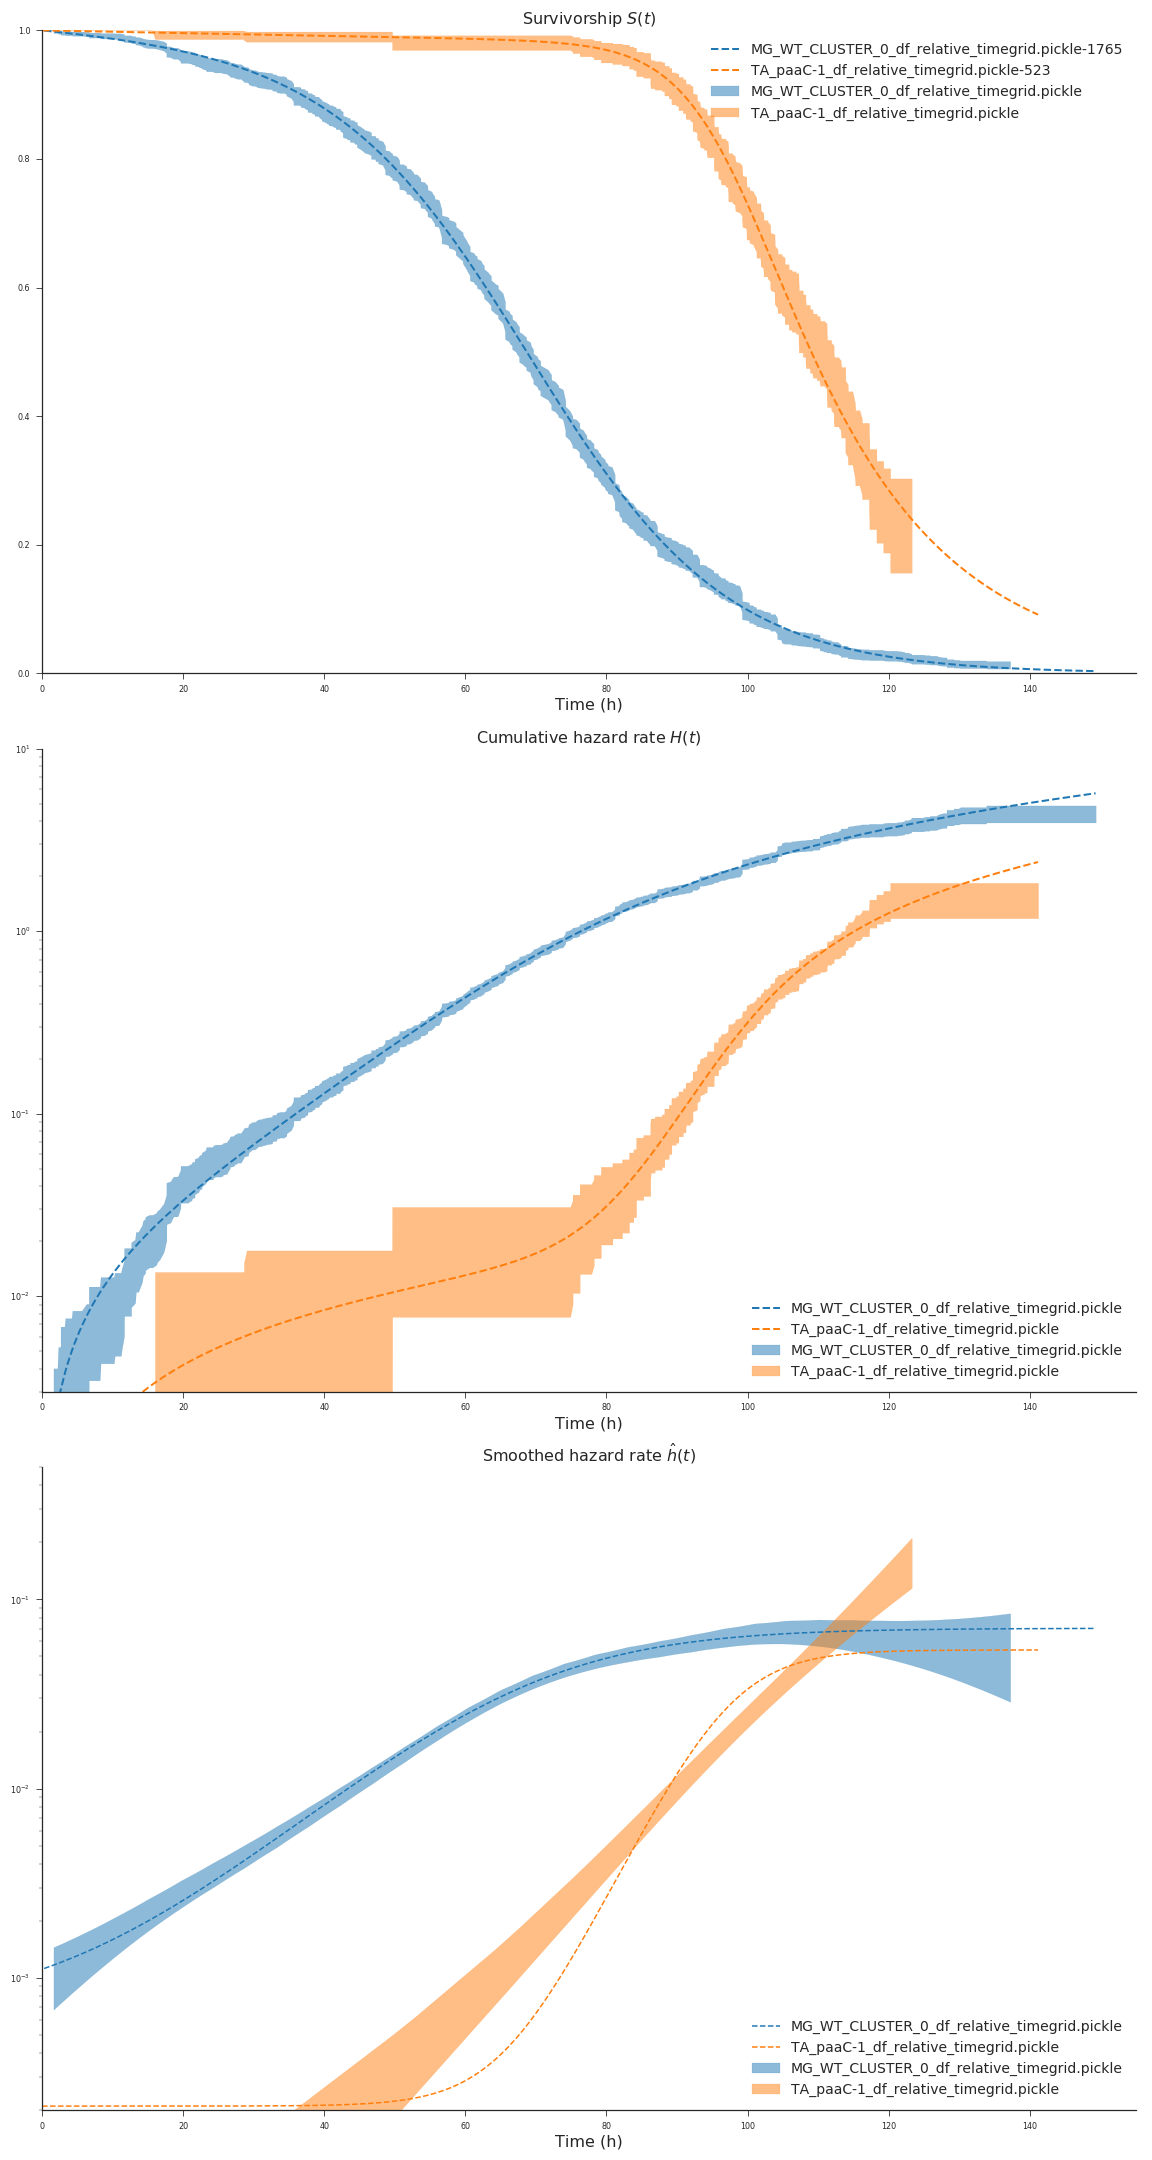 Survivorship S(t)
1.0
0.8
0.6
0.4
0.2
0.0
MG_WT_CLUSTER_0_df_relative_timegrid.pickle-1765
TA_paaC-1_df_relative_timegrid.pickle-523
MG_WT_CLUSTER_0_df_relative_timegrid.pickle
TA_paaC-1_df_relative_timegrid.pickle
0 20 40 60 80 100 120 140
Time (h)
Cumulative hazard rate H(t)
10¹
10⁰
10⁻¹
10⁻²
MG_WT_CLUSTER_0_df_relative_timegrid.pickle
TA_paaC-1_df_relative_timegrid.pickle
MG_WT_CLUSTER_0_df_relative_timegrid.pickle
TA_paaC-1_df_relative_timegrid.pickle
0 20 40 60 80 100 120 140
Time (h)
Smoothed hazard rate ĥ(t)
10⁻¹
10⁻²
10⁻³
MG_WT_CLUSTER_0_df_relative_timegrid.pickle
TA_paaC-1_df_relative_timegrid.pickle
MG_WT_CLUSTER_0_df_relative_timegrid.pickle
TA_paaC-1_df_relative_timegrid.pickle
0 20 40 60 80 100 120 140
Time (h)